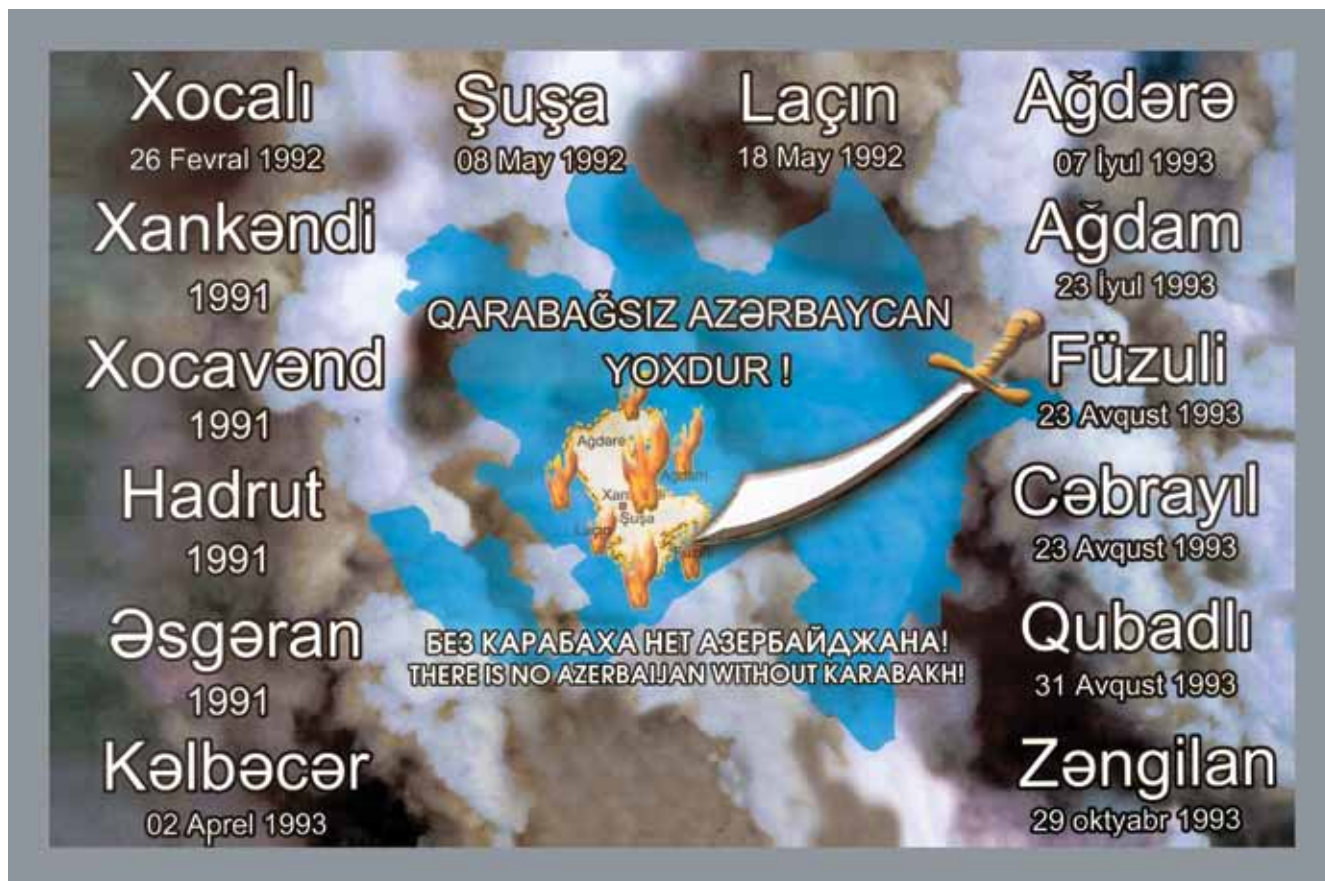 Xocalı
26 Fevral 1992
Şuşa
08 May 1992
Laçın
18 May 1992
Ağdərə
07 İyul 1993
Xankəndi
1991
Ağdam
23 İyul 1993
QARABAĞSIZ AZƏRBAYCAN
YOXDUR !
Xocavənd
1991
Füzuli
23 Avqust 1993
Ağdərə
Ağdam
Şuşa
Hadrut
1991
Cəbrayıl
23 Avqust 1993
Əsgəran
1991
Qubadlı
31 Avqust 1993
БЕЗ КАРАБАХА НЕТ АЗЕРБАЙДЖАНА!
THERE IS NO AZERBAIJAN WITHOUT KARABAKH!
Kəlbəcər
02 Aprel 1993
Zəngilan
29 oktyabr 1993